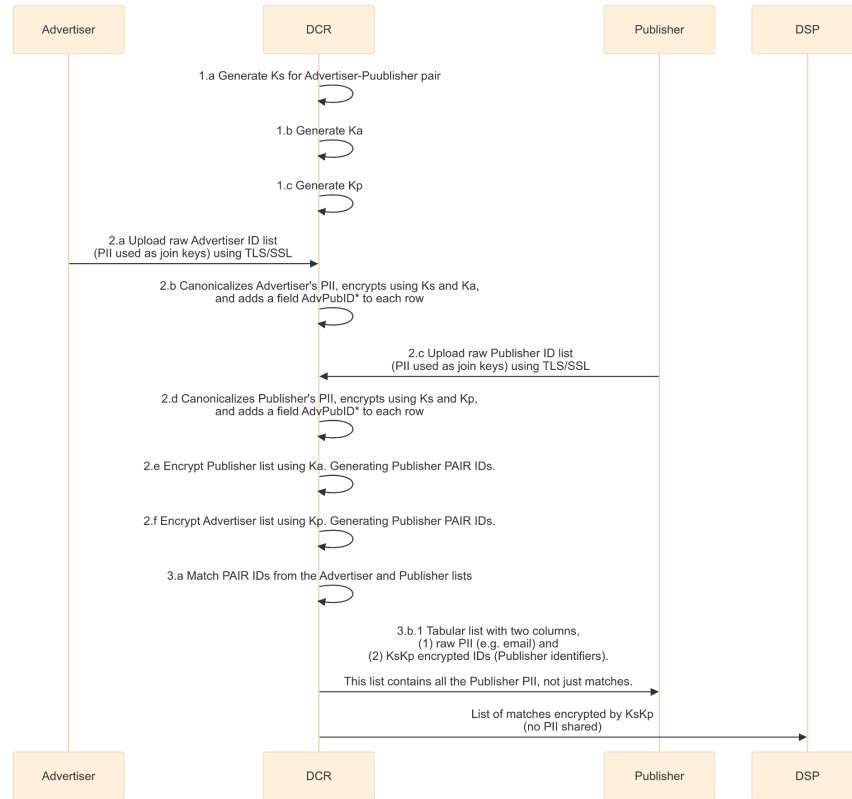 Advertiser
DCR
Publisher
DSP
1.a Generate Ks for Advertiser-Puublisher pair
1.b Generate Ka
1.c Generate Kp
2.a Upload raw Advertiser ID list
(PII used as join keys) using TLS/SSL
2.b Canonicalizes Advertiser's PII, encrypts using Ks and Ka,
and adds a field AdvPubID* to each row
2.c Upload raw Publisher ID list
(PII used as join keys) using TLS/SSL
2.d Canonicalizes Publisher's PII, encrypts using Ks and Kp,
and adds a field AdvPubID* to each row
2.e Encrypt Publisher list using Ka. Generating Publisher PAIR IDs.
2.f Encrypt Advertiser list using Kp. Generating Publisher PAIR IDs.
3.a Match PAIR IDs from the Advertiser and Publisher lists
3.b.1 Tabular list with two columns,
(1) raw PII (e.g. email) and
(2) KsKp encrypted IDs (Publisher identifiers).
This list contains all the Publisher PII, not just matches.
List of matches encrypted by KsKp
(no PII shared)
Advertiser
DCR
Publisher
DSP